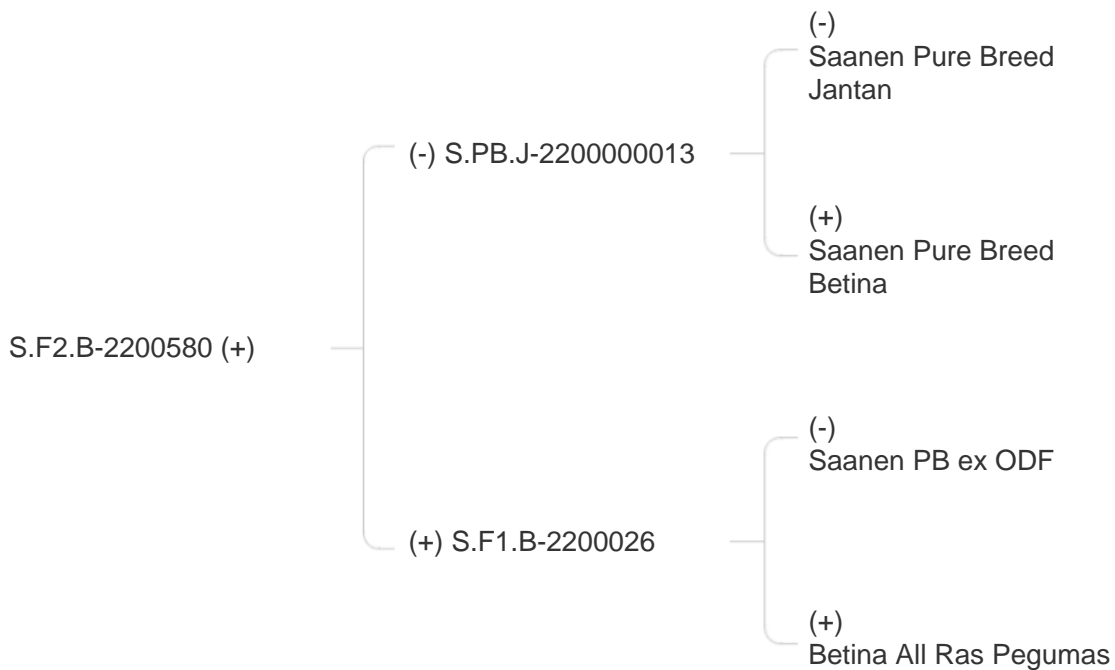 (-)
Saanen Pure Breed
Jantan
(-) S.PB.J-2200000013
(+)
Saanen Pure Breed
Betina
S.F2.B-2200580 (+)
(-)
Saanen PB ex ODF
(+) S.F1.B-2200026
(+)
Betina All Ras Pegumas